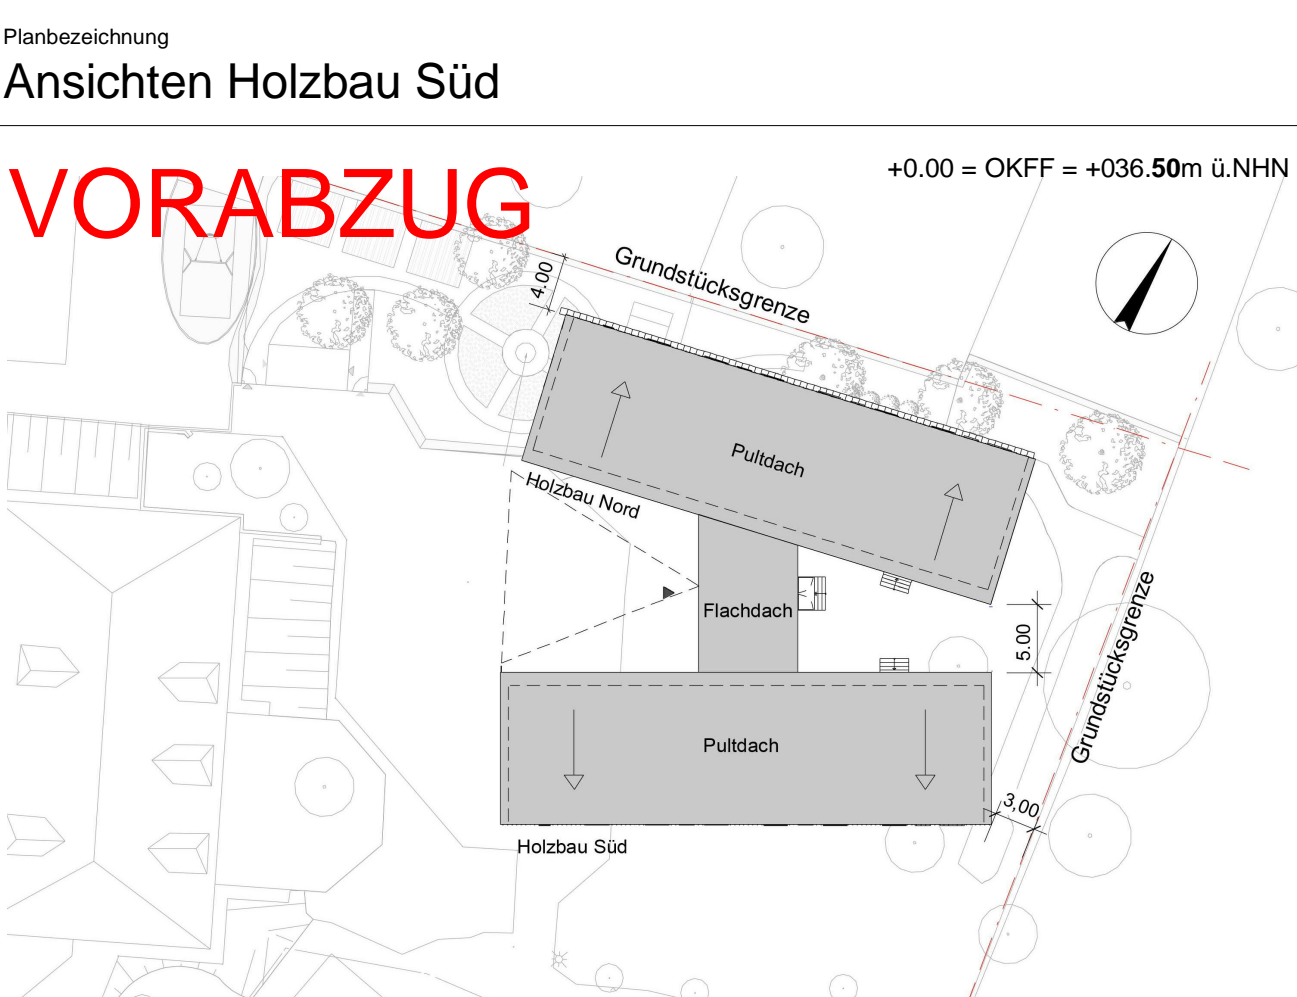 Planbezeichnung
Ansichten Holzbau Süd
VORABZUG
+0.00 = OKFF = +036.50m ü.NHN
4.00
Grundstücksgrenze
Pultdach
Holzbau Nord
Flachdach
5.00
Grundstücksgrenze
Pultdach
3,00
Holzbau Süd